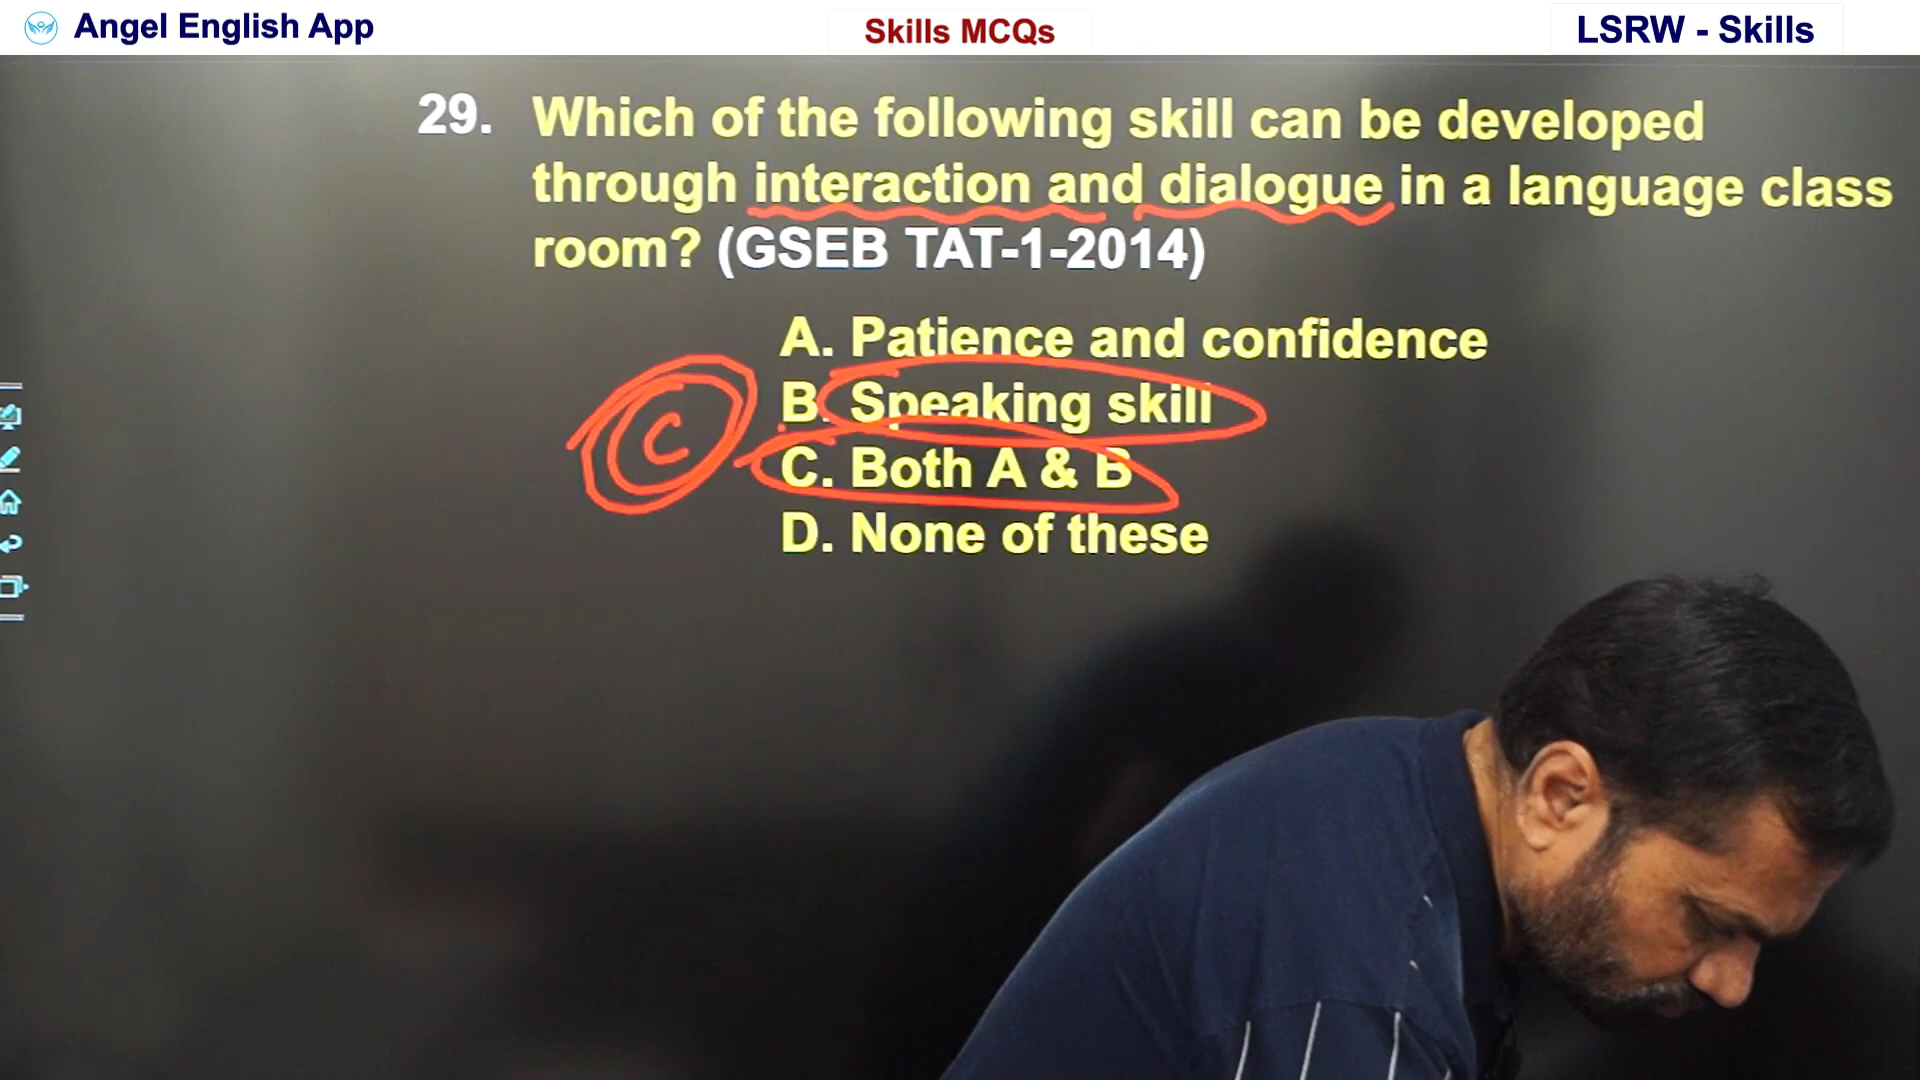 Angel English App
Skills MCQs
LSRW - Skills
29. Which of the following skill can be developed
through interaction and dialogue in a language class
room? (GSEB TAT-1-2014)
A. Patience and confidence
B. Speaking skill
C
C. Both A & B
D. None of these